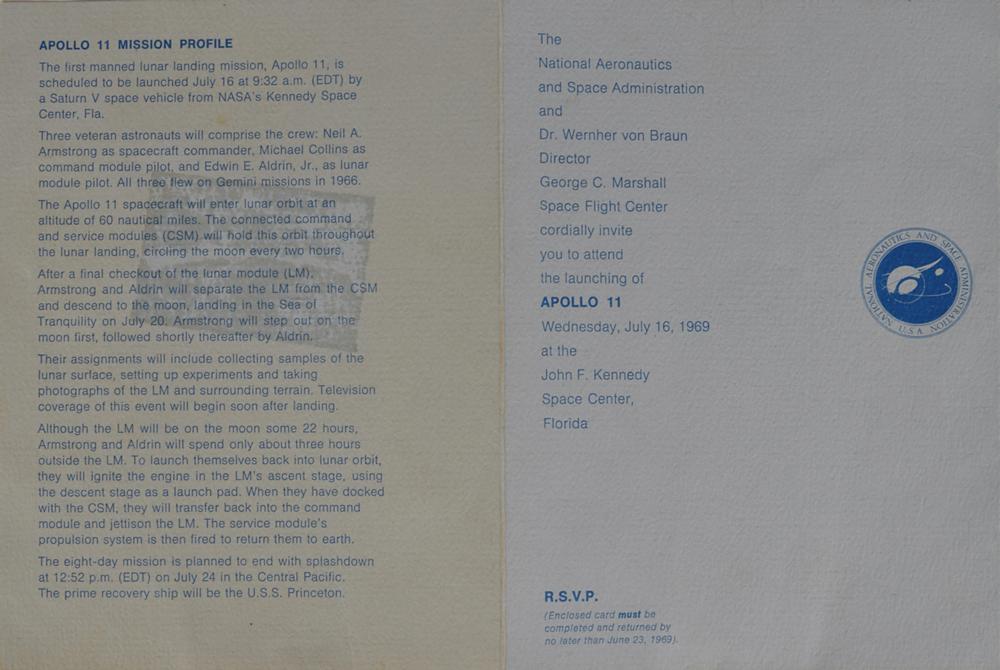 APOLLO 11 MISSION PROFILE
The first manned lunar landing mission, Apollo 11, is
scheduled to be launched July 16 at 9:32 a.m. (EDT) by
a Saturn V space vehicle from NASA's Kennedy Space
Center, Fla.
Three veteran astronauts will comprise the crew: Neil A.
Armstrong as spacecraft commander, Michael Collins as
command module pilot, and Edwin E. Aldrin, Jr., as lunar
module pilot. All three flew on Gemini missions in 1966.
The Apollo 11 spacecraft will enter lunar orbit at an
altitude of 60 nautical miles. The connected command
and service modules (CSM) will hold this orbit throughout
the lunar landing, circling the moon every two hours.
After a final checkout of the lunar module (LM),
Armstrong and Aldrin will separate the LM from the CSM
and descend to the moon, landing in the Sea of
Tranquility on July 20. Armstrong will step out on the
moon first, followed shortly thereafter by Aldrin.
Their assignments will include collecting samples of the
lunar surface, setting up experiments and taking
photographs of the LM and surrounding terrain. Television
coverage of this event will begin soon after landing.
Although the LM will be on the moon some 22 hours,
Armstrong and Aldrin will spend only about three hours
outside the LM. To launch themselves back into lunar orbit,
they will ignite the engine in the LM's ascent stage, using
the descent stage as a launch pad. When they have docked
with the CSM, they will transfer back into the command
module and jettison the LM. The service module's
propulsion system is then fired to return them to earth.
The eight-day mission is planned to end with splashdown
at 12:52 p.m. (EDT) on July 24 in the Central Pacific.
The prime recovery ship will be the U.S.S. Princeton.
The
National Aeronautics
and Space Administration
and
Dr. Wernher von Braun
Director
George C. Marshall
Space Flight Center
cordially invite
you to attend
the launching of
APOLLO 11
Wednesday, July 16, 1969
at the
John F. Kennedy
Space Center,
Florida
NATIONAL AERONAUTICS AND SPACE ADMINISTRATION
U.S.A.
R.S.V.P.
(Enclosed card must be
completed and returned by
no later than June 23, 1969).